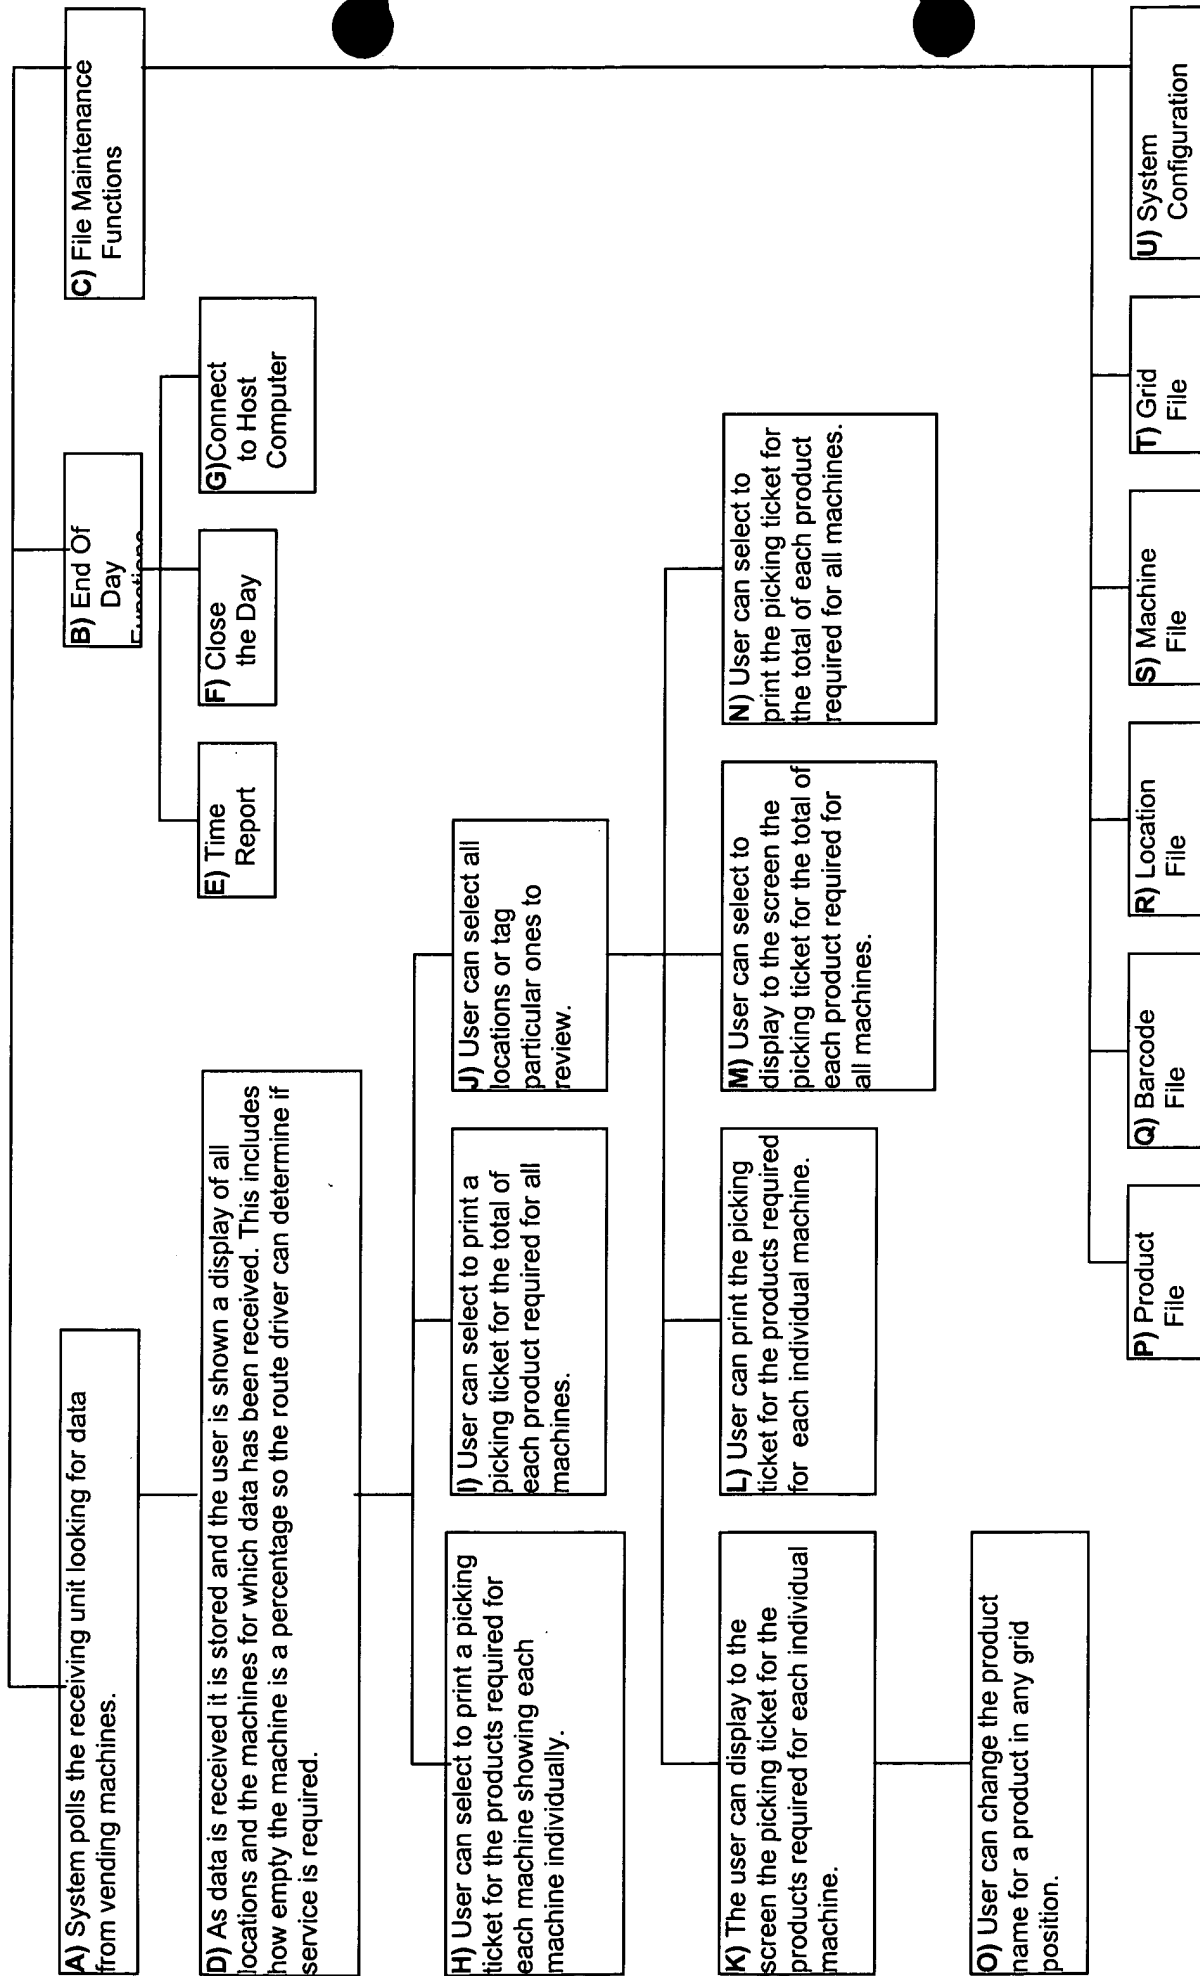 A) System polls the receiving unit looking for data
from vending machines.
B) End Of
Day
Functions
C) File Maintenance
Functions
D) As data is received it is stored and the user is shown a display of all
locations and the machines for which data has been received. This includes
how empty the machine is a percentage so the route driver can determine if
service is required.
E) Time
Report
F) Close
the Day
G)Connect
to Host
Computer
H) User can select to print a picking
ticket for the products required for
each machine showing each
machine individually.
I) User can select to print a
picking ticket for the total of
each product required for all
machines.
J) User can select all
locations or tag
particular ones to
review.
K) The user can display to the
screen the picking ticket for the
products required for each individual
machine.
L) User can print the picking
ticket for the products required
for each individual machine.
M) User can select to
display to the screen the
picking ticket for the total of
each product required for
all machines.
N) User can select to
print the picking ticket for
the total of each product
required for all machines.
O) User can change the product
name for a product in any grid
position.
P) Product
File
Q) Barcode
File
R) Location
File
S) Machine
File
T) Grid
File
U) System
Configuration